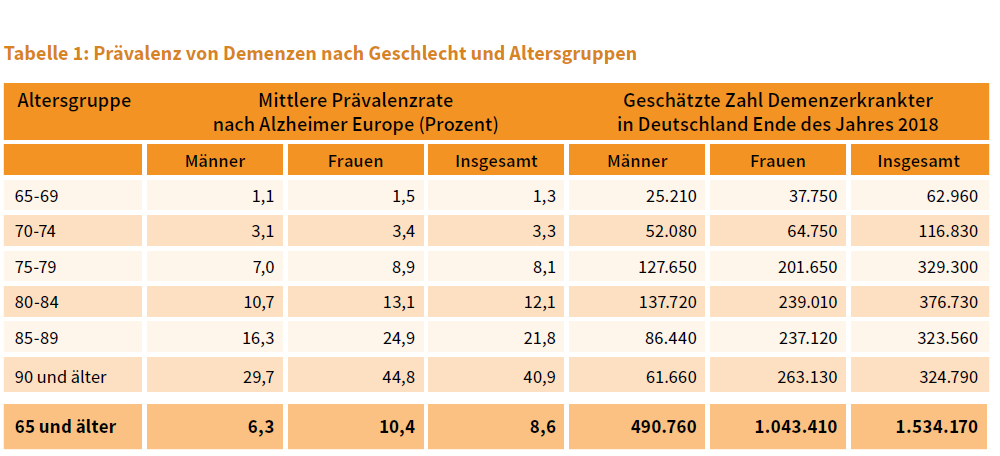 Tabelle 1: Prävalenz von Demenzen nach Geschlecht und Altersgruppen
Altersgruppe Mittlere Prävalenzrate Geschätzte Zahl Demenzerkrankter
nach Alzheimer Europe (Prozent) in Deutschland Ende des Jahres 2018
Männer Frauen Insgesamt Männer Frauen Insgesamt
65-69 1,1 1,5 1,3 25.210 37.750 62.960
70-74 3,1 3,4 3,3 52.080 64.750 116.830
75-79 7,0 8,9 8,1 127.650 201.650 329.300
80-84 10,7 13,1 12,1 137.720 239.010 376.730
85-89 16,3 24,9 21,8 86.440 237.120 323.560
90 und älter 29,7 44,8 40,9 61.660 263.130 324.790
65 und älter 6,3 10,4 8,6 490.760 1.043.410 1.534.170